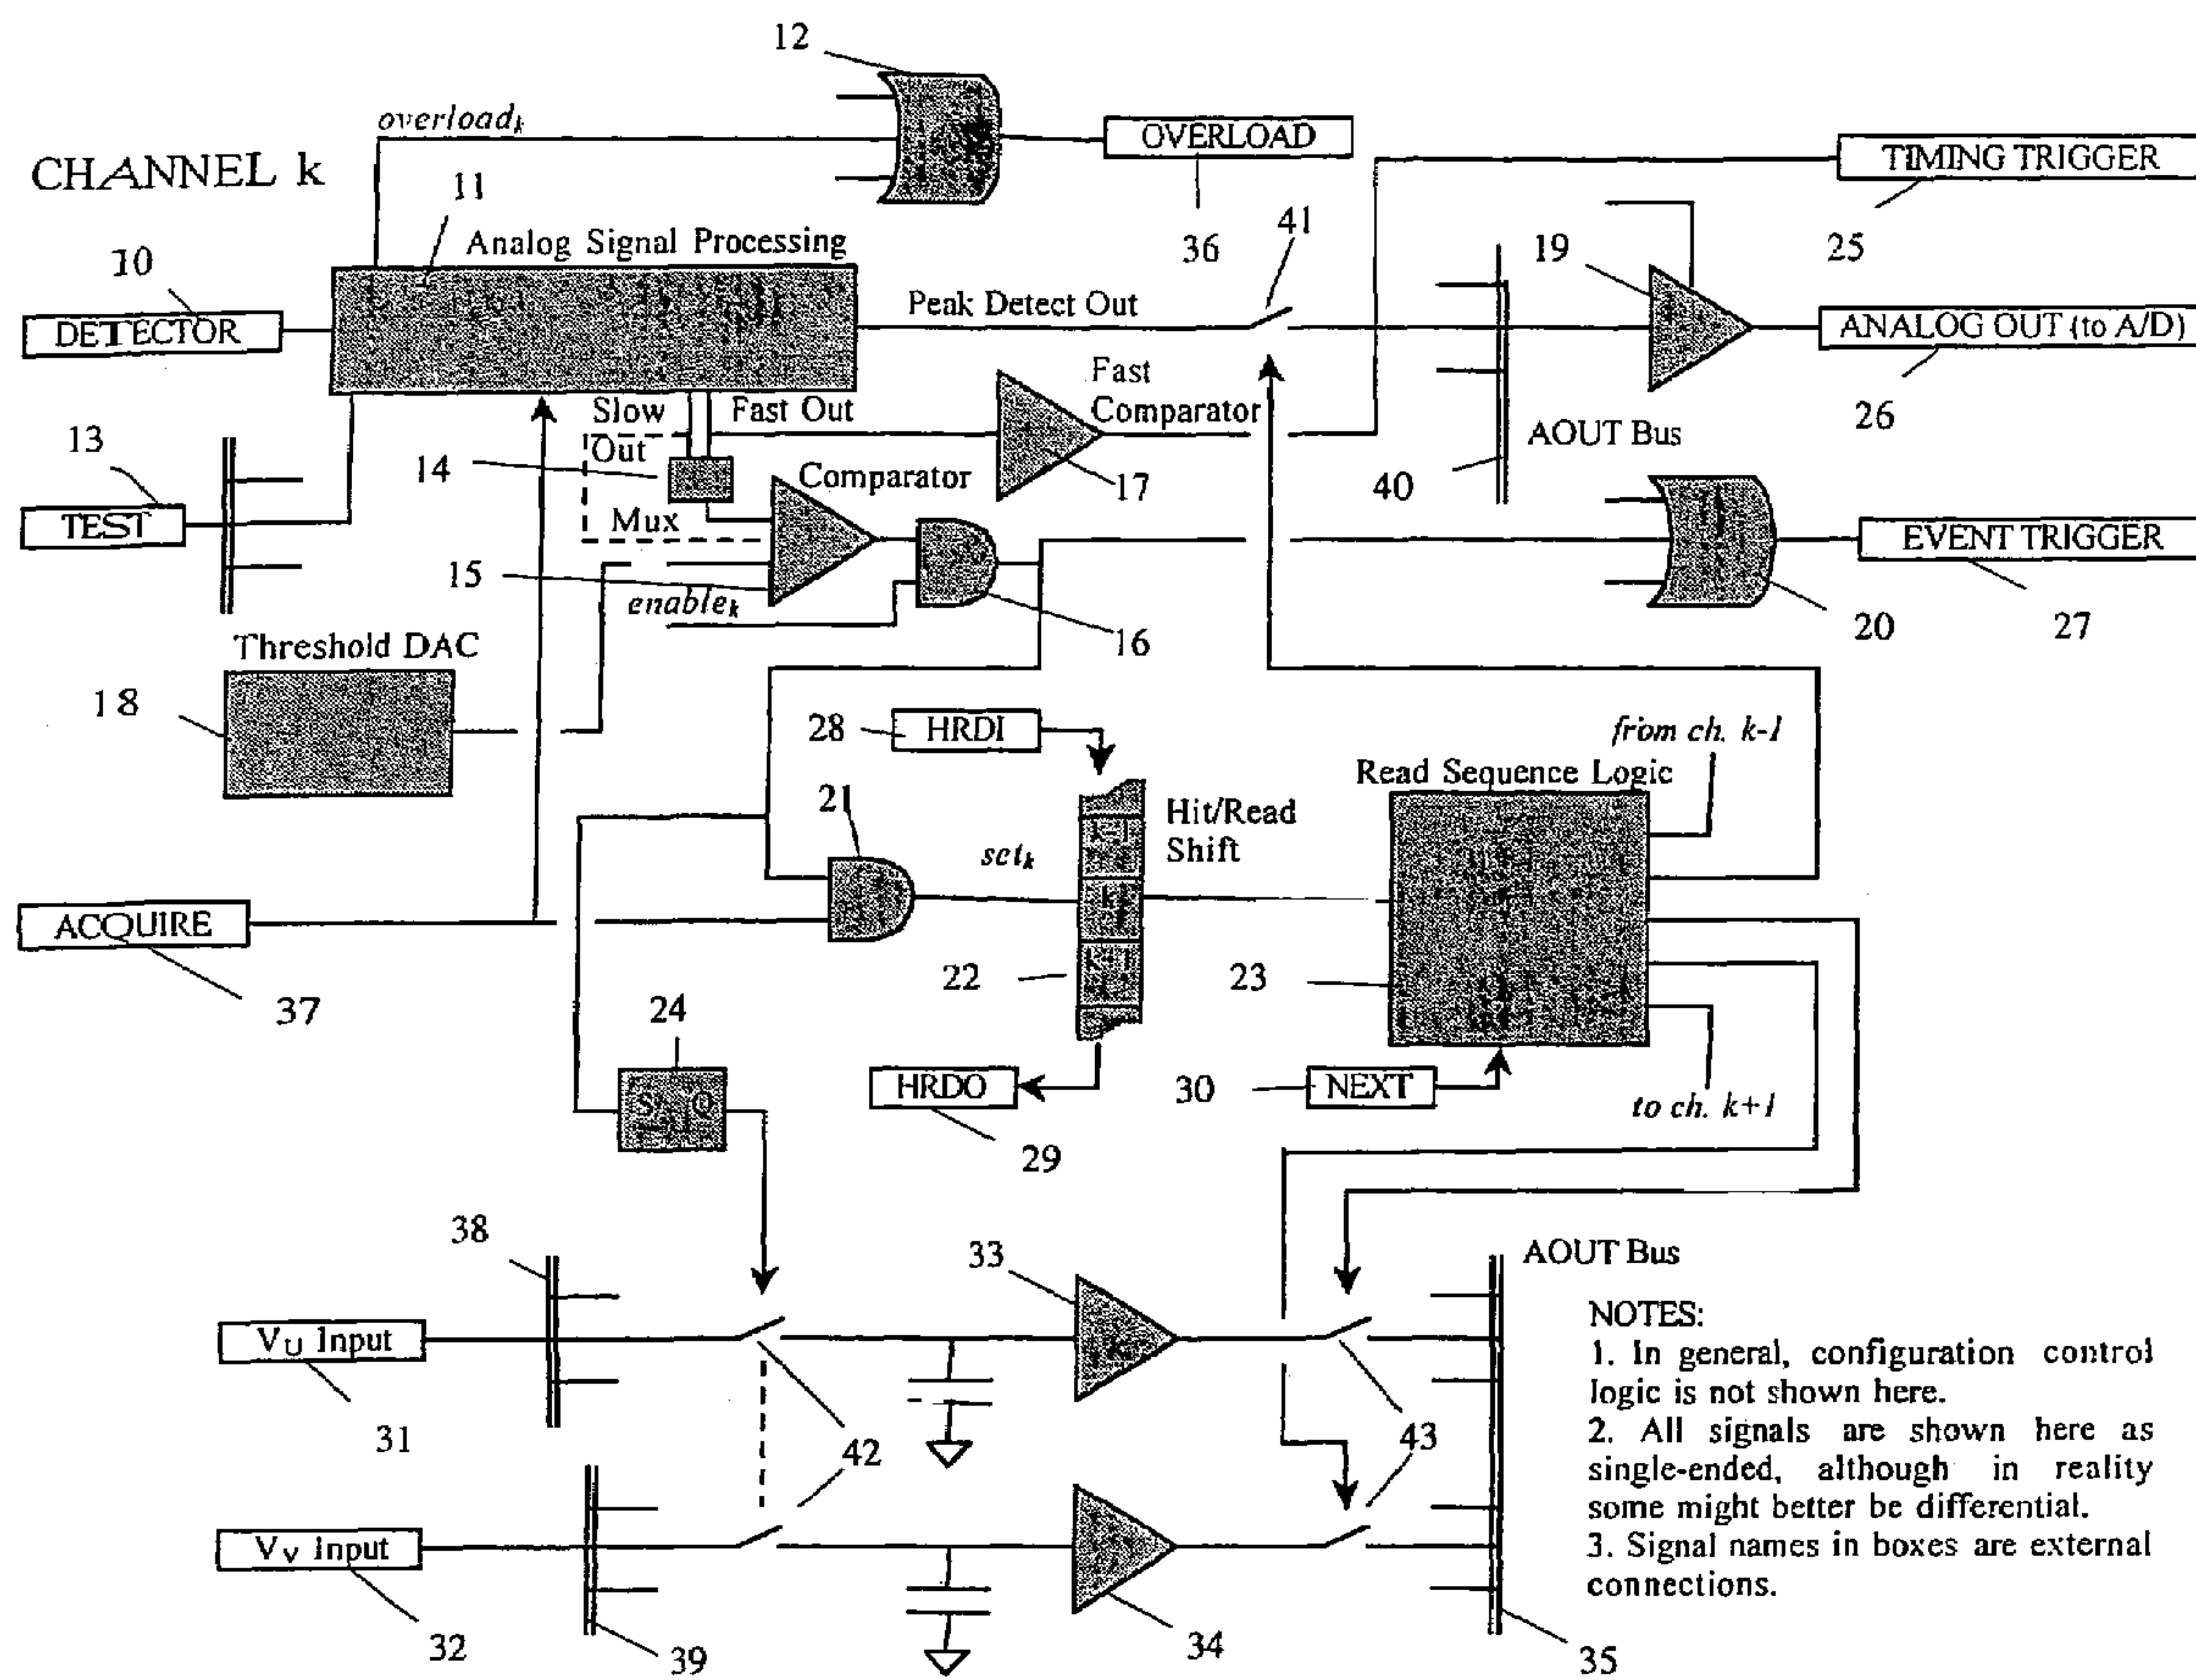 12
overloadk
OVERLOAD
TIMING TRIGGER
CHANNEL k
11
41
Analog Signal Processing
36
19
25
10
Peak Detect Out
DETECTOR
ANALOG OUT (to A/D)
Slow
Out
Fast Out
Fast
Comparator
26
13
14
Comparator
17
AOUT Bus
40
TEST
Mux
EVENT TRIGGER
15
enablek
16
20
27
Threshold DAC
18
28
HRDI
from ch. k-1
Read Sequence Logic
21
Hit/Read
Shift
k-1
setk
k
ACQUIRE
22
23
37
24
HRDO
30
NEXT
S
Q
to ch. k+1
29
38
33
AOUT Bus
VU Input
31
42
43
VV Input
32
39
34
35
NOTES:
1. In general, configuration control
logic is not shown here.
2. All signals are shown here as
single-ended, although in reality
some might better be differential.
3. Signal names in boxes are external
connections.